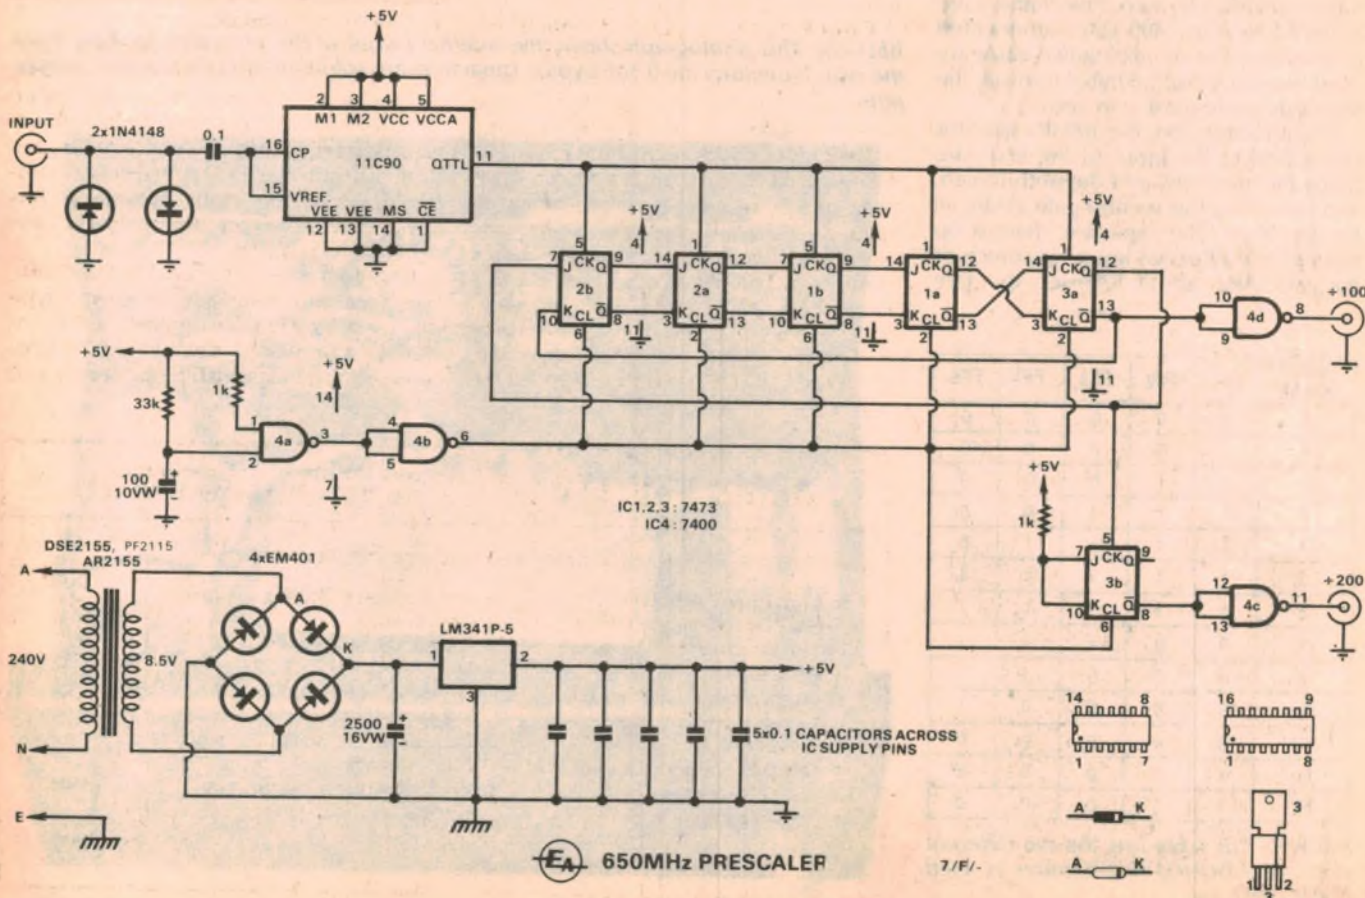 +5V
2 3 4 5
M1 M2 VCC VCCA
INPUT
2x1N4148
0.1
16 CP
11C90
QTTL 11
15 VREF.
VEE VEE MS CE
12 13 14 1
+5V
4
+5V
4
+5V
4
5
7 J CK Q 9
2b
10 K CL Q 8
6
11
1
14 J CK Q 12
2a
3 K CL Q 13
2
5
7 J CK Q 9
1b
10 K CL Q 8
6
11
1
14 J CK Q 12
1a
3 K CL Q 13
2
1
14 J CK Q 12
3a
3 K CL Q 13
2
11
10
9
4d
8
÷100
+5V
33k
1k
+5V
14
1
2
4a
3
4
5
4b
6
7
100
10VW
+
-
IC1,2,3 : 7473
IC4 : 7400
+5V
1k
5
7 J CK Q 9
3b
10 K CL Q 8
6
12
13
4c
11
÷200
DSE2155, PF2115
AR2155
4xEM401
A
240V
8.5V
N
E
A
K
LM341P-5
1
2
3
2500
16VW
+
-
+5V
5x0.1 CAPACITORS ACROSS
IC SUPPLY PINS
14 8
1 7
16 9
1 8
A K
A K
3
1 2
3
EA 650MHz PRESCALER
7/F/-